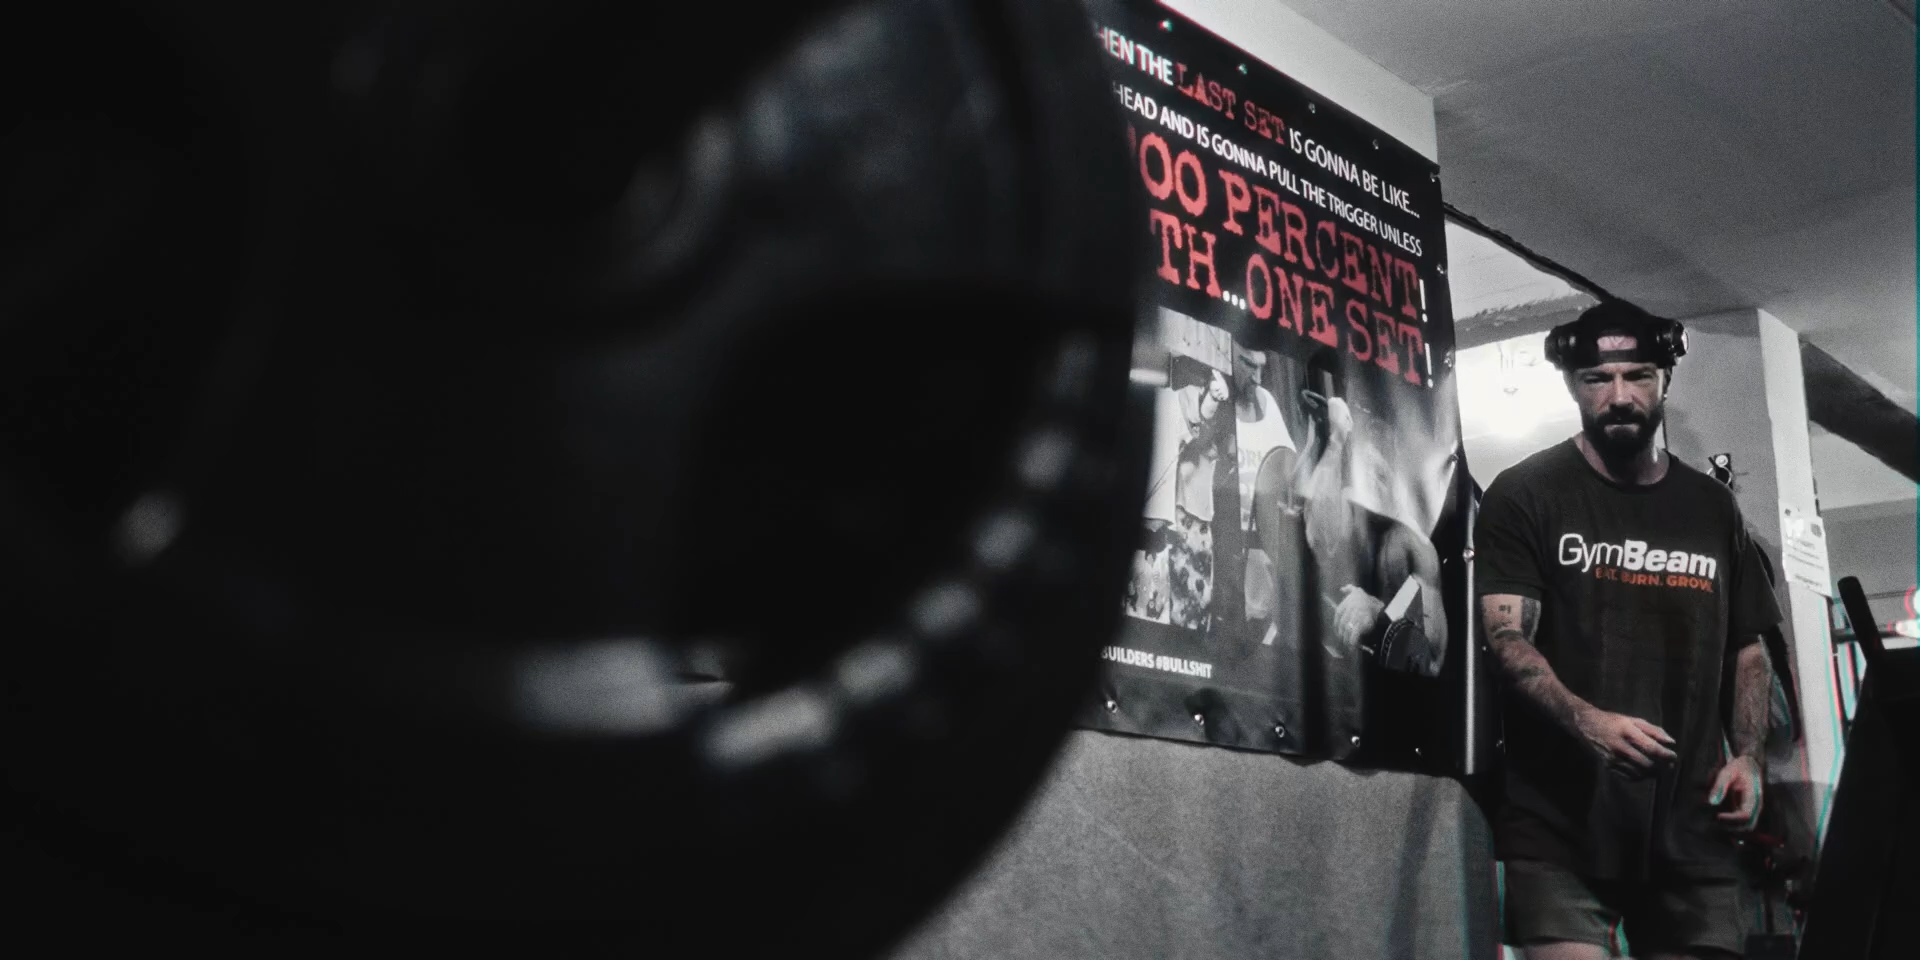 HEN THE LAST SET IS GONNA BE LIKE...
HEAD AND IS GONNA PULL THE TRIGGER UNLESS
00 PERCENT!
TH...ONE SET!
BUILDERS #BULLSHIT
GymBeam
EAT. BURN. GROW.